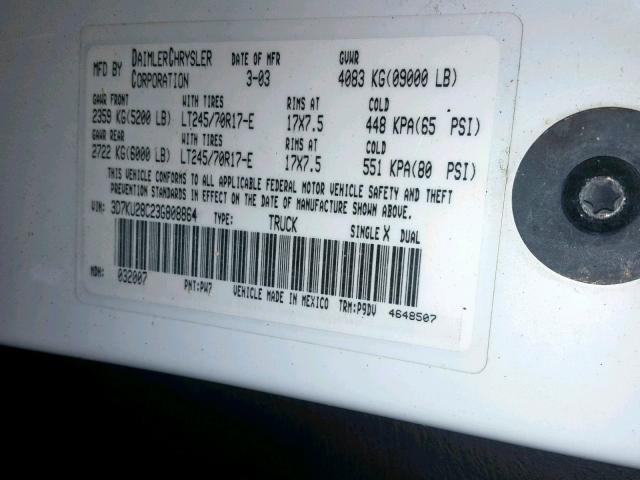 MFD BY DAIMLERCHRYSLER CORPORATION DATE OF MFR 3-03 GVWR 4083 KG(09000 LB)
GAWR FRONT WITH TIRES RIMS AT COLD
2359 KG(5200 LB) LT245/70R17-E 17X7.5 448 KPA(65 PSI)
GAWR REAR WITH TIRES RIMS AT COLD
2722 KG(6000 LB) LT245/70R17-E 17X7.5 551 KPA(80 PSI)
THIS VEHICLE CONFORMS TO ALL APPLICABLE FEDERAL MOTOR VEHICLE SAFETY AND THEFT
PREVENTION STANDARDS IN EFFECT ON THE DATE OF MANUFACTURE SHOWN ABOVE.
VIN: 3D7KU28C23G808864 TYPE: TRUCK SINGLE X DUAL
MDH: 032007 PNT:PW7 VEHICLE MADE IN MEXICO TRM:P9DV 4648507